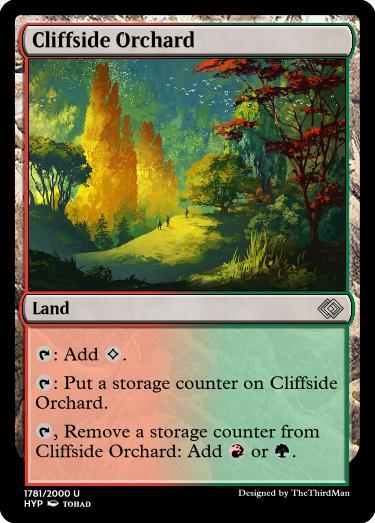 Cliffside Orchard
Land
: Add .
: Put a storage counter on Cliffside
Orchard.
, Remove a storage counter from
Cliffside Orchard: Add or .
1781/2000 U
HYP TOHAD
Designed by TheThirdMan